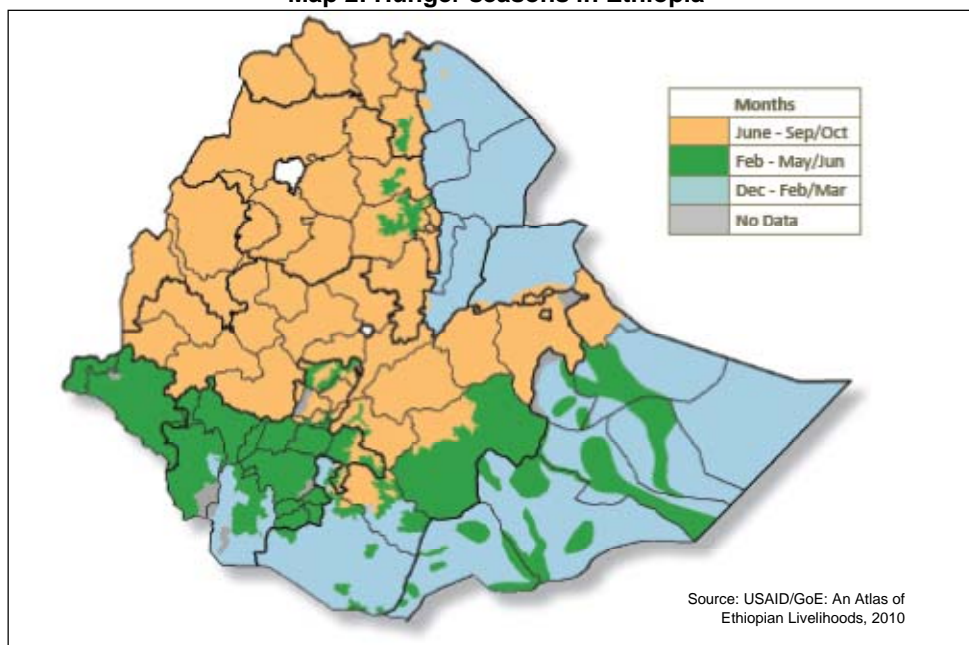 Map 2: Hunger seasons in Ethiopia
Months
June - Sep/Oct
Feb - May/Jun
Dec - Feb/Mar
No Data
Source: USAID/GoE: An Atlas of
Ethiopian Livelihoods, 2010